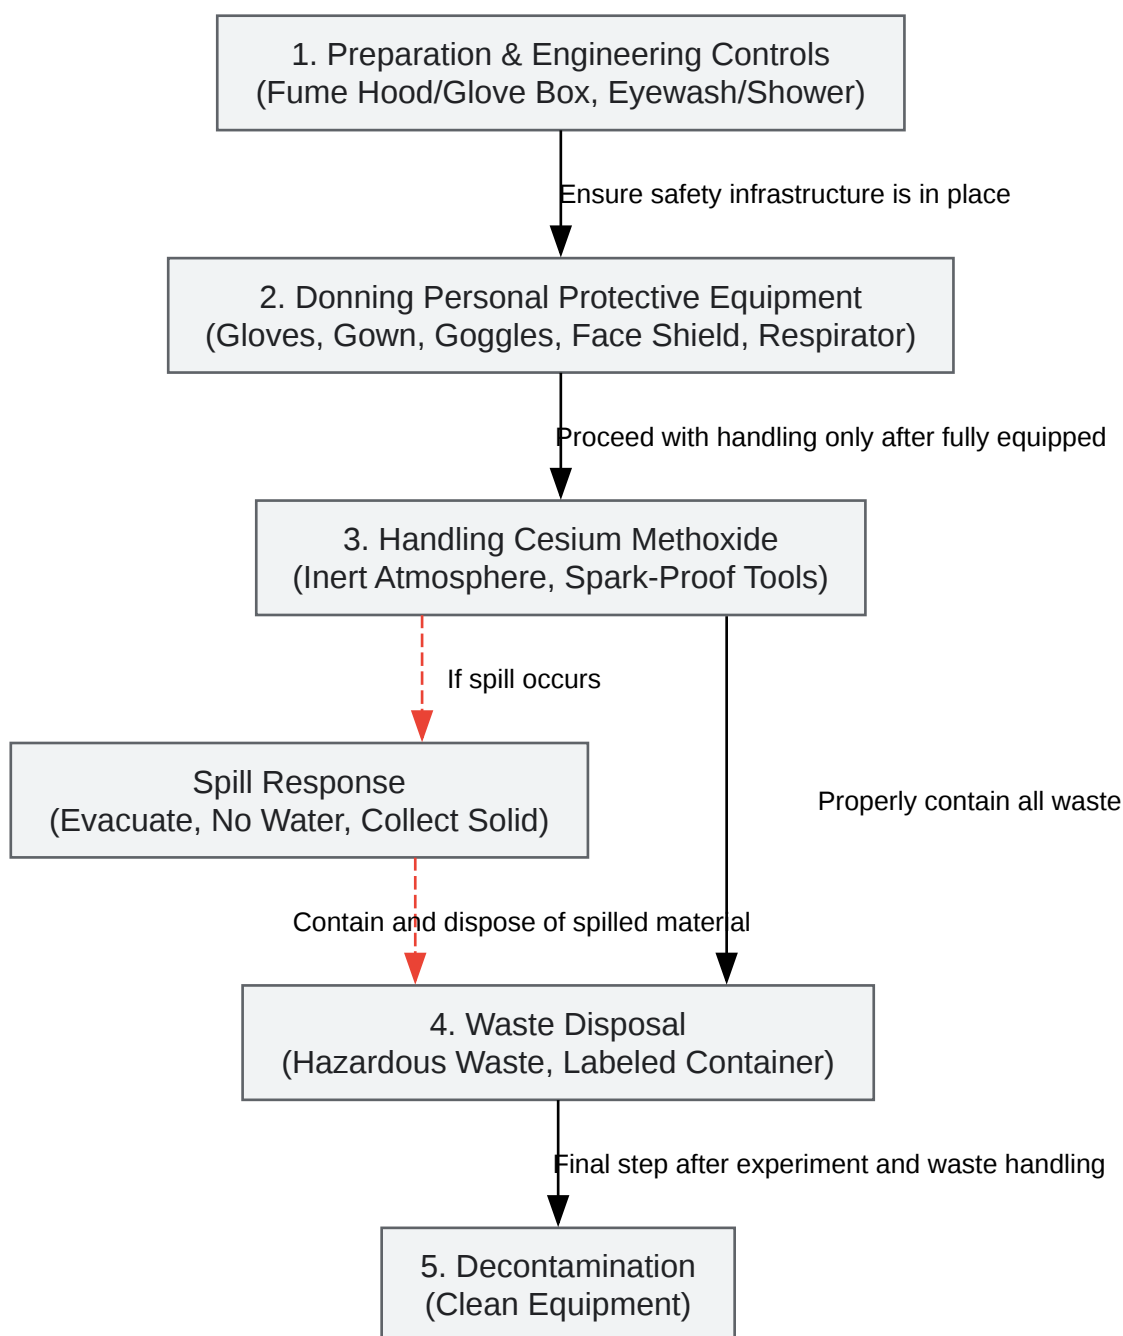 1. Preparation & Engineering Controls
(Fume Hood/Glove Box, Eyewash/Shower)
Ensure safety infrastructure is in place
2. Donning Personal Protective Equipment
(Gloves, Gown, Goggles, Face Shield, Respirator)
Proceed with handling only after fully equipped
3. Handling Cesium Methoxide
(Inert Atmosphere, Spark-Proof Tools)
If spill occurs
Spill Response
(Evacuate, No Water, Collect Solid)
Properly contain all waste
Contain and dispose of spilled material
4. Waste Disposal
(Hazardous Waste, Labeled Container)
Final step after experiment and waste handling
5. Decontamination
(Clean Equipment)